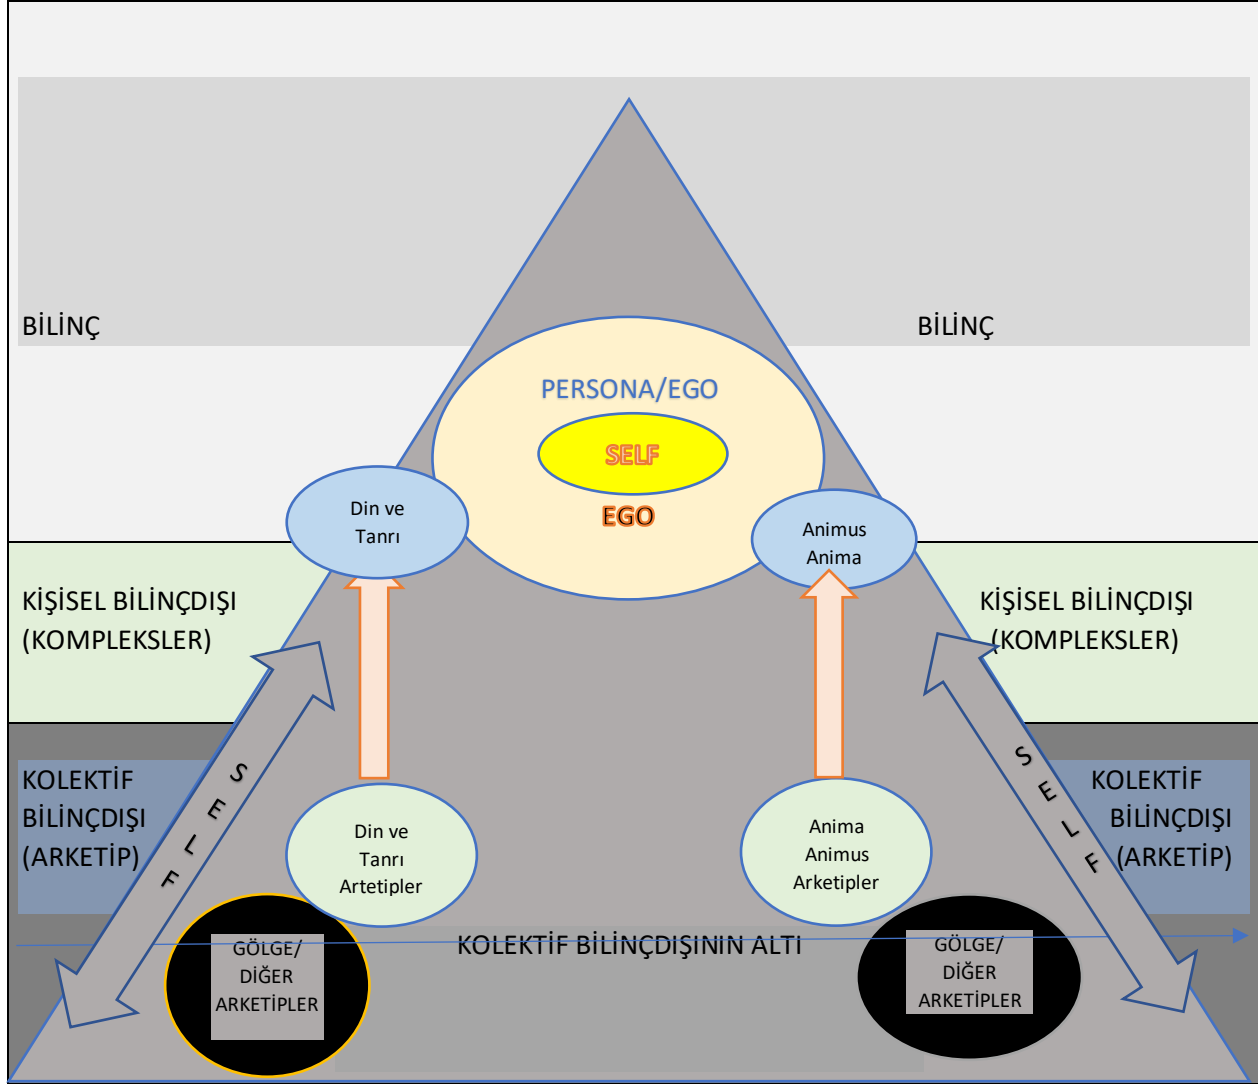 BİLİNÇ
BİLİNÇ
PERSONA/EGO
SELF
EGO
Din ve
Tanrı
Animus
Anima
KİŞİSEL BİLİNÇDIŞI
(KOMPLEKSLER)
KİŞİSEL BİLİNÇDIŞI
(KOMPLEKSLER)
SELF
SELF
KOLEKTİF
BİLİNÇDIŞI
(ARKETİP)
KOLEKTİF
BİLİNÇDIŞI
(ARKETİP)
Din ve
Tanrı
Artetipler
Anima
Animus
Arketipler
GÖLGE/
DİĞER
ARKETİPLER
KOLEKTİF BİLİNÇDIŞININ ALTI
GÖLGE/
DİĞER
ARKETİPLER